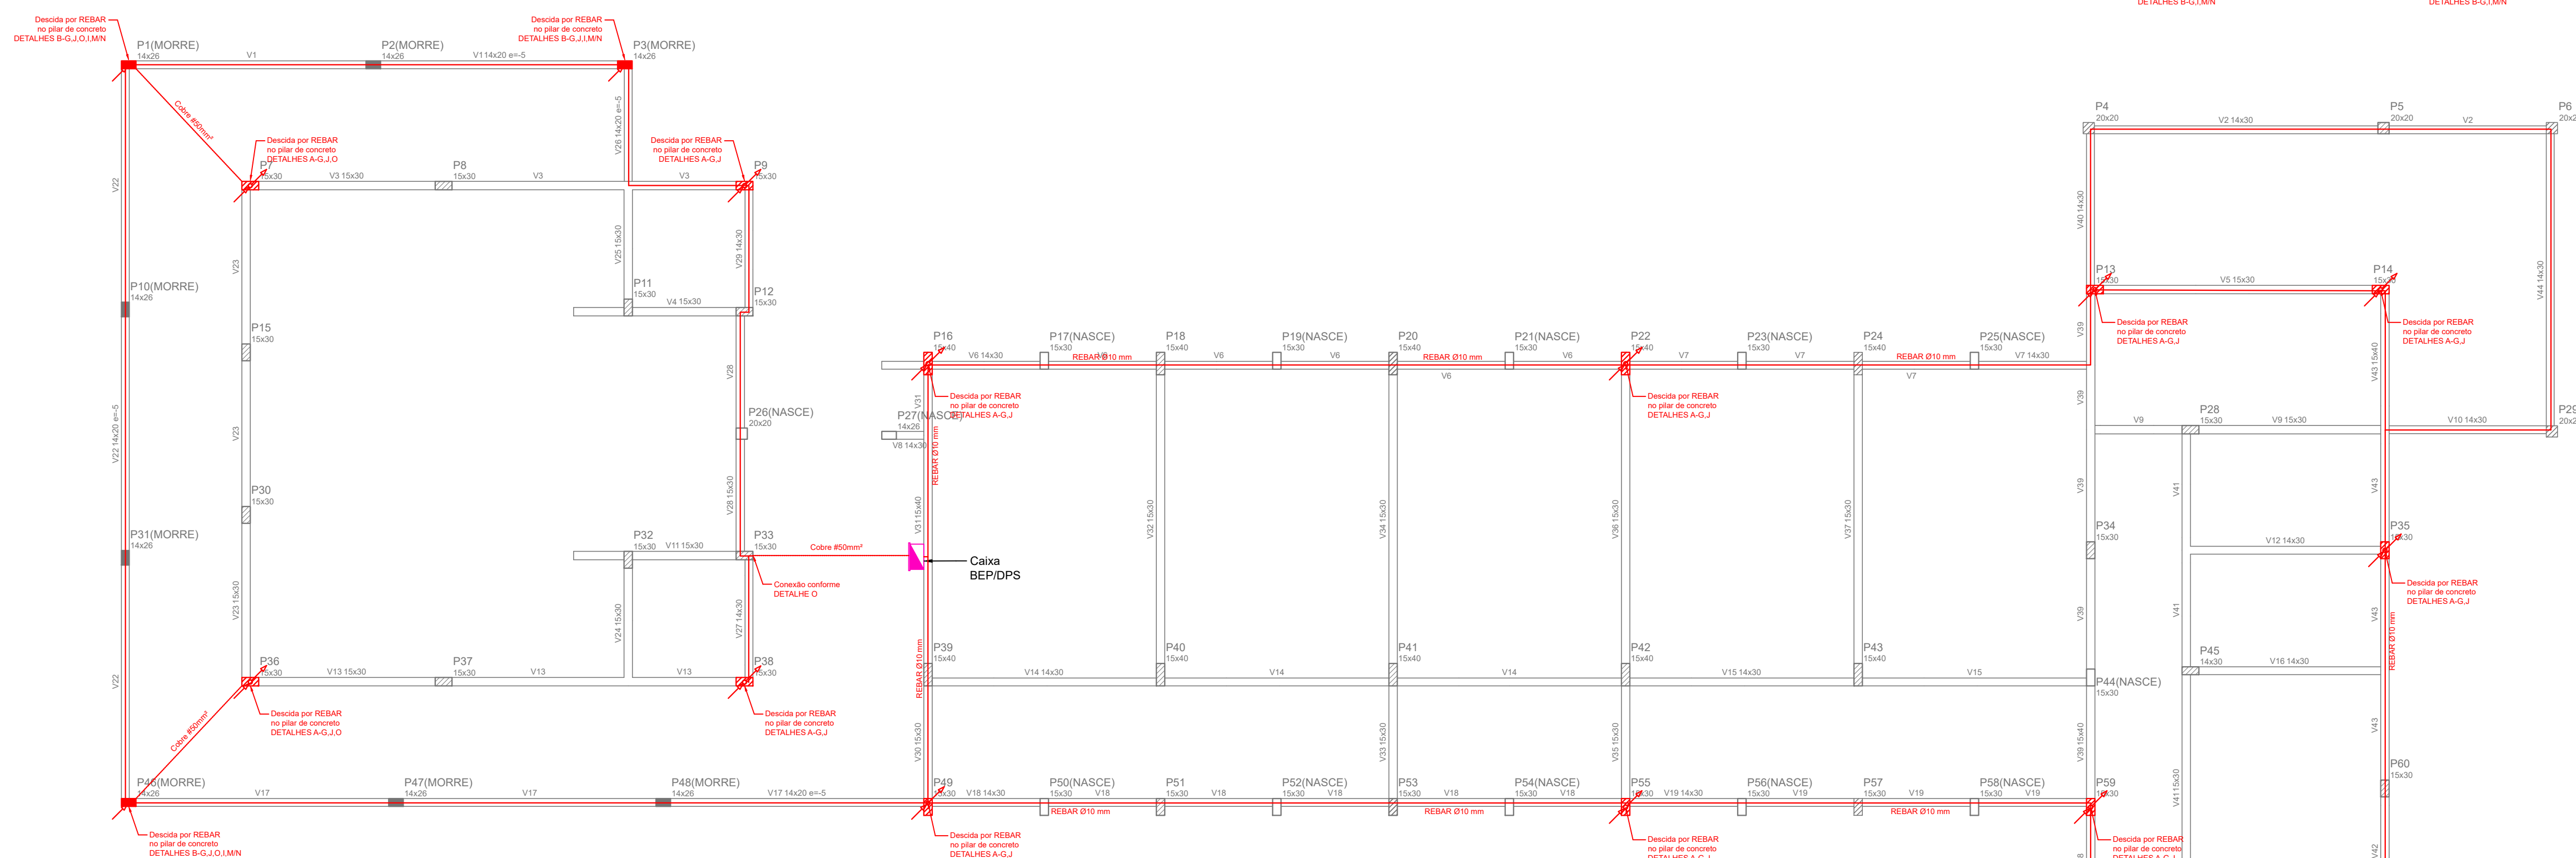 DETALHES B-G,I,M/N
DETALHES B-G,I,M/N
Descida por REBAR
no pilar de concreto
DETALHES B-G,J,O,I,M/N
P1(MORRE)
14x26
V1
P2(MORRE)
14x26
V1 14x20 e=-5
Descida por REBAR
no pilar de concreto
DETALHES B-G,J,I,M/N
P3(MORRE)
14x26
Cobre #50mm²
V26 14x20 e=-5
P4
20x20
V2 14x30
P5
20x20
V2
P6
Descida por REBAR
no pilar de concreto
DETALHES A-G,J,O
P7
15x30
V3 15x30
P8
15x30
V3
Descida por REBAR
no pilar de concreto
DETALHES A-G,J
V3
P9
15x30
V22
V23
V25 15x30
V29 14x30
V40 14x30
V44 14x30
P10(MORRE)
14x26
P11
15x30
V4 15x30
P12
15x30
P13
15x30
V5 15x30
P14
Descida por REBAR
no pilar de concreto
DETALHES A-G,J
Descida por REBAR
no pilar de concreto
DETALHES A-G,J
P15
15x30
V28
V39
V43 15x40
P16
15x40
V6 14x30
P17(NASCE)
15x30
V6
REBAR Ø10 mm
P18
15x40
V6
P19(NASCE)
15x30
V6
P20
15x40
REBAR Ø10 mm
V6
P21(NASCE)
15x30
V6
P22
15x40
V7
P23(NASCE)
15x30
V7
P24
15x40
REBAR Ø10 mm
V7
P25(NASCE)
15x30
V7 14x30
Descida por REBAR
no pilar de concreto
DETALHES A-G,J
Descida por REBAR
no pilar de concreto
DETALHES A-G,J
V31
V39
V22 14x20 e=-5
V23
P26(NASCE)
20x20
P27(NASCE)
14x26
V8 14x30
REBAR Ø10 mm
V9
P28
15x30
V9 15x30
V10 14x30
P29
P30
15x30
V28 15x30
V31 15x40
V32 15x30
V34 15x30
V36 15x30
V37 15x30
V39
V41
V43
P31(MORRE)
14x26
P32
15x30
V11 15x30
P33
15x30
Cobre #50mm²
Caixa
BEP/DPS
Conexão conforme
DETALHE O
P34
15x30
V12 14x30
P35
15x30
Descida por REBAR
no pilar de concreto
DETALHES A-G,J
V23 15x30
V24 15x30
V27 14x30
V39
V41
V43
REBAR Ø10 mm
REBAR Ø10 mm
V22
P36
15x30
V13 15x30
P37
15x30
V13
V13
P38
15x30
P39
15x40
V14 14x30
P40
15x40
V14
P41
15x40
V14
P42
15x40
V15 14x30
P43
15x40
V15
P44(NASCE)
15x30
P45
14x30
V16 14x30
Descida por REBAR
no pilar de concreto
DETALHES A-G,J,O
Descida por REBAR
no pilar de concreto
DETALHES A-G,J
Cobre #50mm²
V30 15x30
V33 15x30
V35 15x30
V39 15x40
V43
P46(MORRE)
14x26
V17
P47(MORRE)
14x26
V17
P48(MORRE)
14x26
V17 14x20 e=-5
P49
15x30
V18 14x30
P50(NASCE)
15x30
REBAR Ø10 mm
P51
15x30
V18
P52(NASCE)
15x30
V18
P53
15x30
REBAR Ø10 mm
P54(NASCE)
15x30
V18
P55
15x30
V19 14x30
P56(NASCE)
15x30
V19
P57
15x30
REBAR Ø10 mm
V19
P58(NASCE)
15x30
V19
P59
15x30
V41 15x30
P60
15x30
V42
Descida por REBAR
no pilar de concreto
DETALHES B-G,J,O,I,M/N
Descida por REBAR
no pilar de concreto
DETALHES A-G,J
Descida por REBAR
no pilar de concreto
DETALHES A-G,J
Descida por REBAR
no pilar de concreto
DETALHES A-G,J